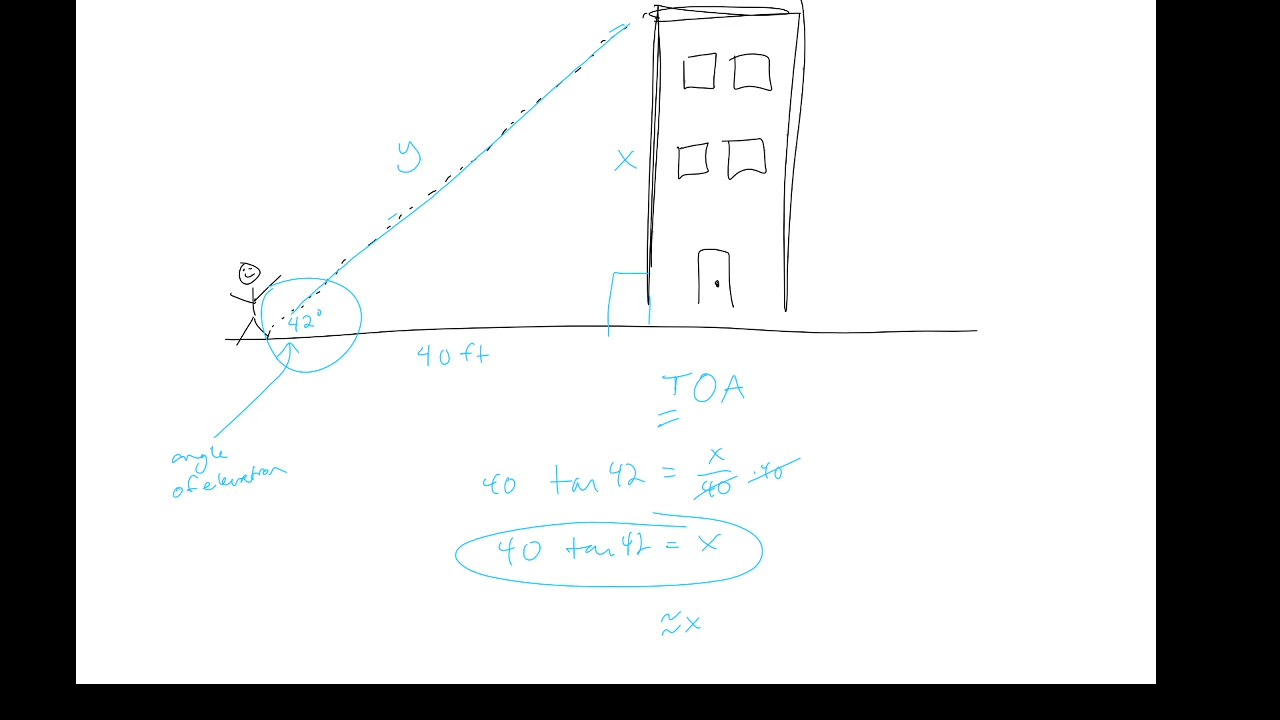 y
x
42°
40 ft
TOA
angle
of elevation
40 tan 42 = x/40 · 40
40 tan 42 = x
≈ x